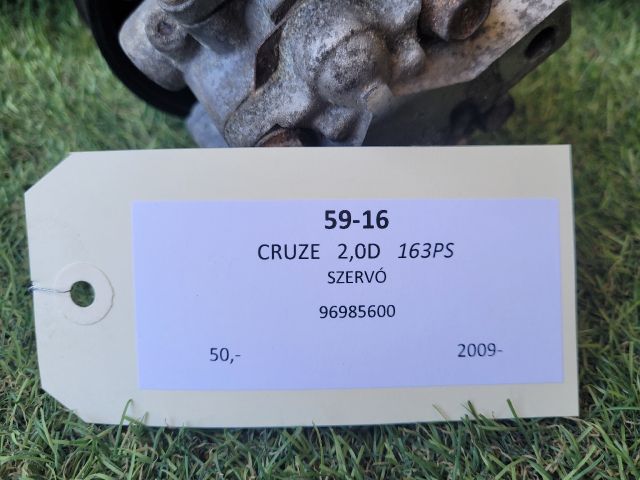 59-16
CRUZE 2,0D 163PS
SZERVÓ
96985600
50,- 2009-